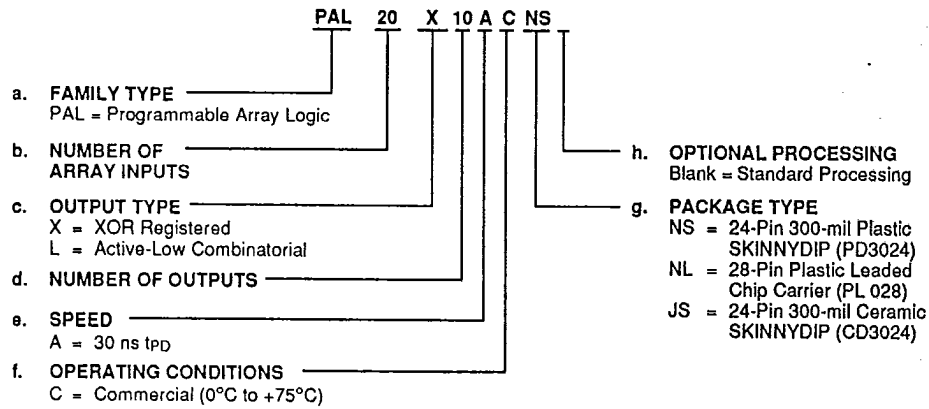 PAL 20 X 10 A C NS
a. FAMILY TYPE
PAL = Programmable Array Logic
b. NUMBER OF
ARRAY INPUTS
c. OUTPUT TYPE
X = XOR Registered
L = Active-Low Combinatorial
d. NUMBER OF OUTPUTS
e. SPEED
A = 30 ns tPD
f. OPERATING CONDITIONS
C = Commercial (0°C to +75°C)
h. OPTIONAL PROCESSING
Blank = Standard Processing
g. PACKAGE TYPE
NS = 24-Pin 300-mil Plastic
SKINNYDIP (PD3024)
NL = 28-Pin Plastic Leaded
Chip Carrier (PL 028)
JS = 24-Pin 300-mil Ceramic
SKINNYDIP (CD3024)